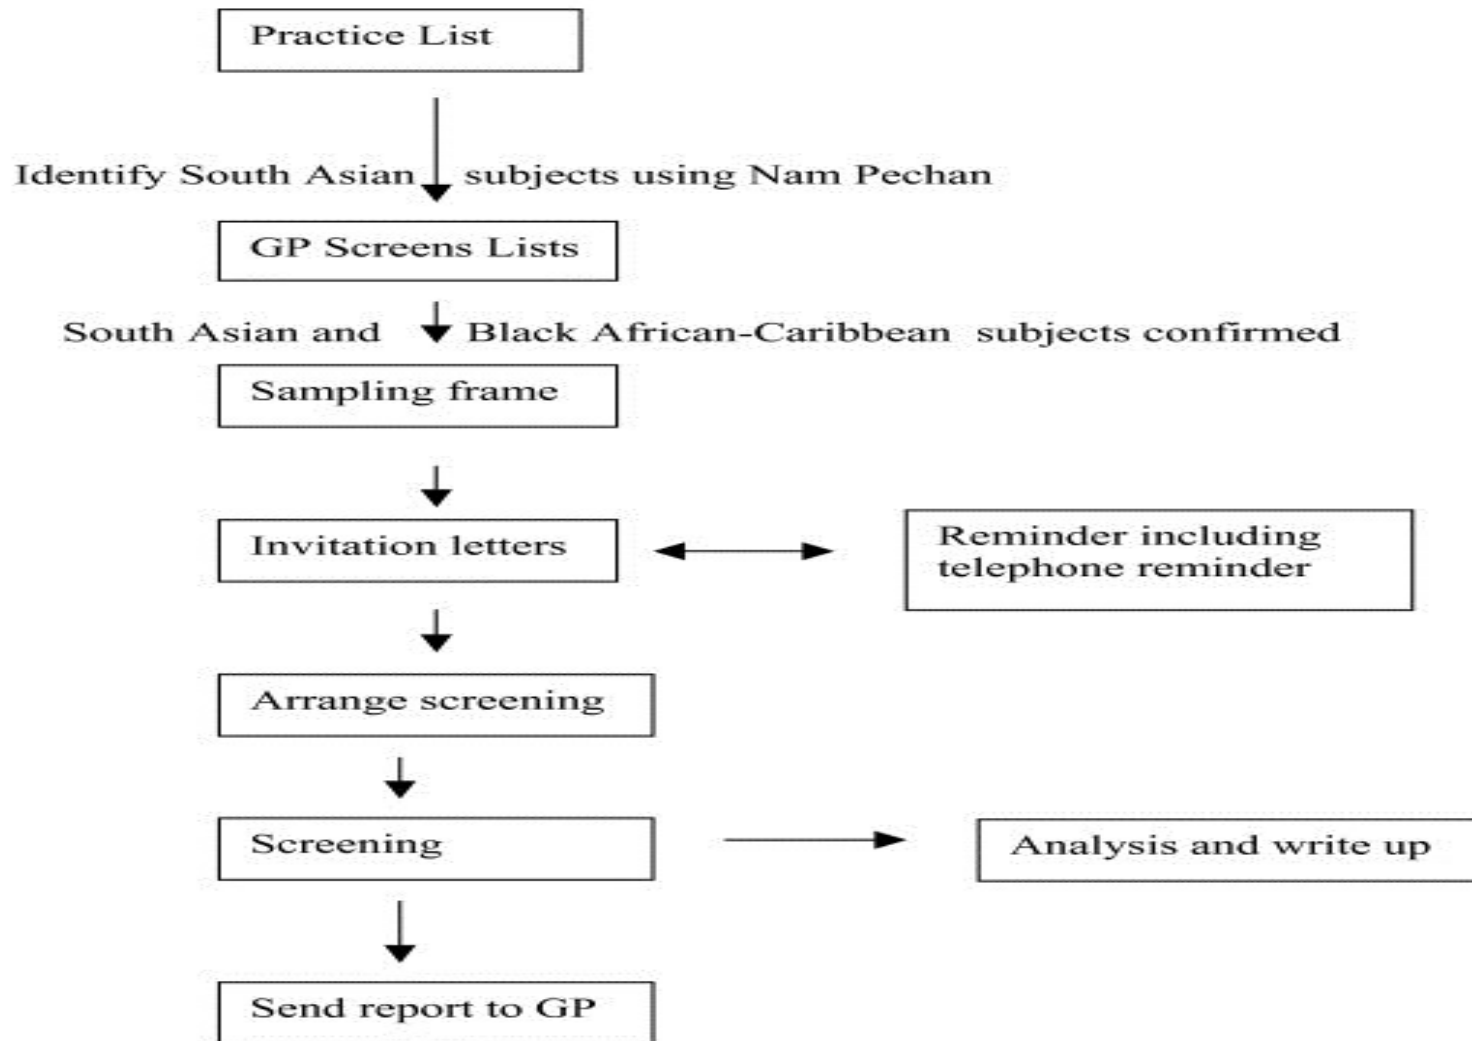 Practice List
Identify South Asian subjects using Nam Pechan
GP Screens Lists
South Asian and Black African-Caribbean subjects confirmed
Sampling frame
Invitation letters
Reminder including
telephone reminder
Arrange screening
Screening
Analysis and write up
Send report to GP